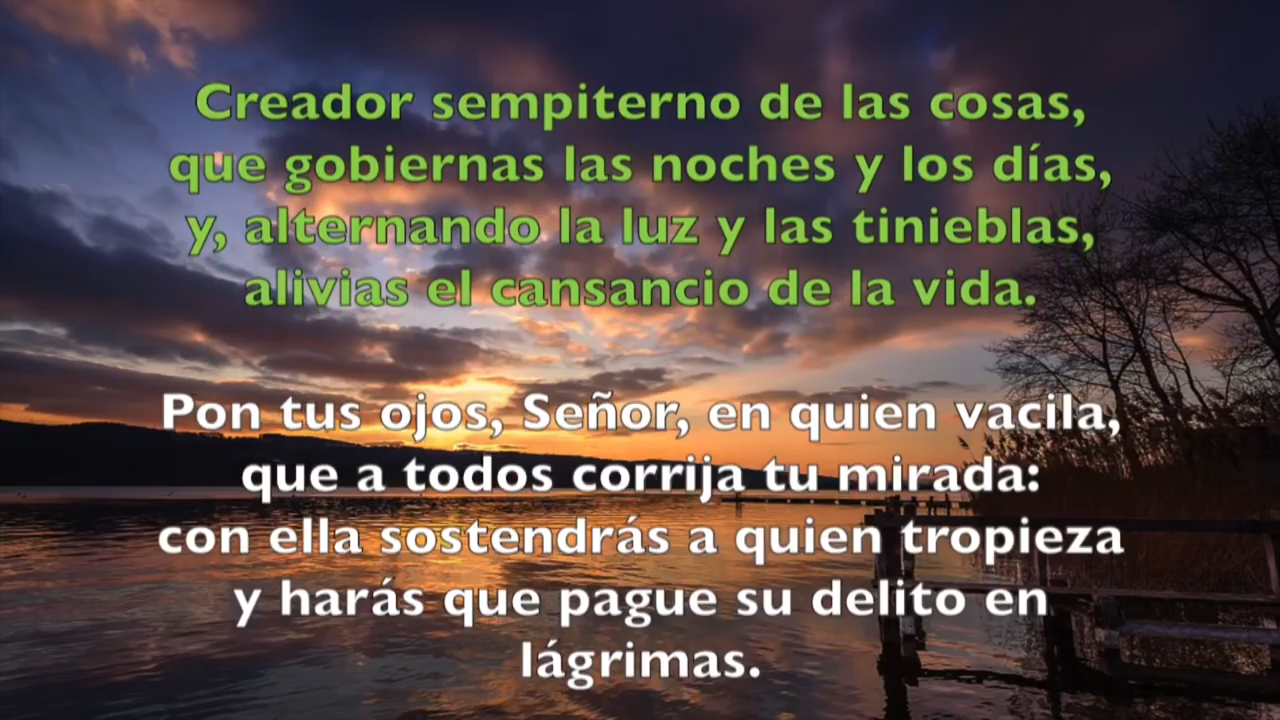 Creador sempiterno de las cosas,
que gobiernas las noches y los días,
y, alternando la luz y las tinieblas,
alivias el cansancio de la vida.
Pon tus ojos, Señor, en quien vacila,
que a todos corrija tu mirada:
con ella sostendrás a quien tropieza
y harás que pague su delito en
lágrimas.